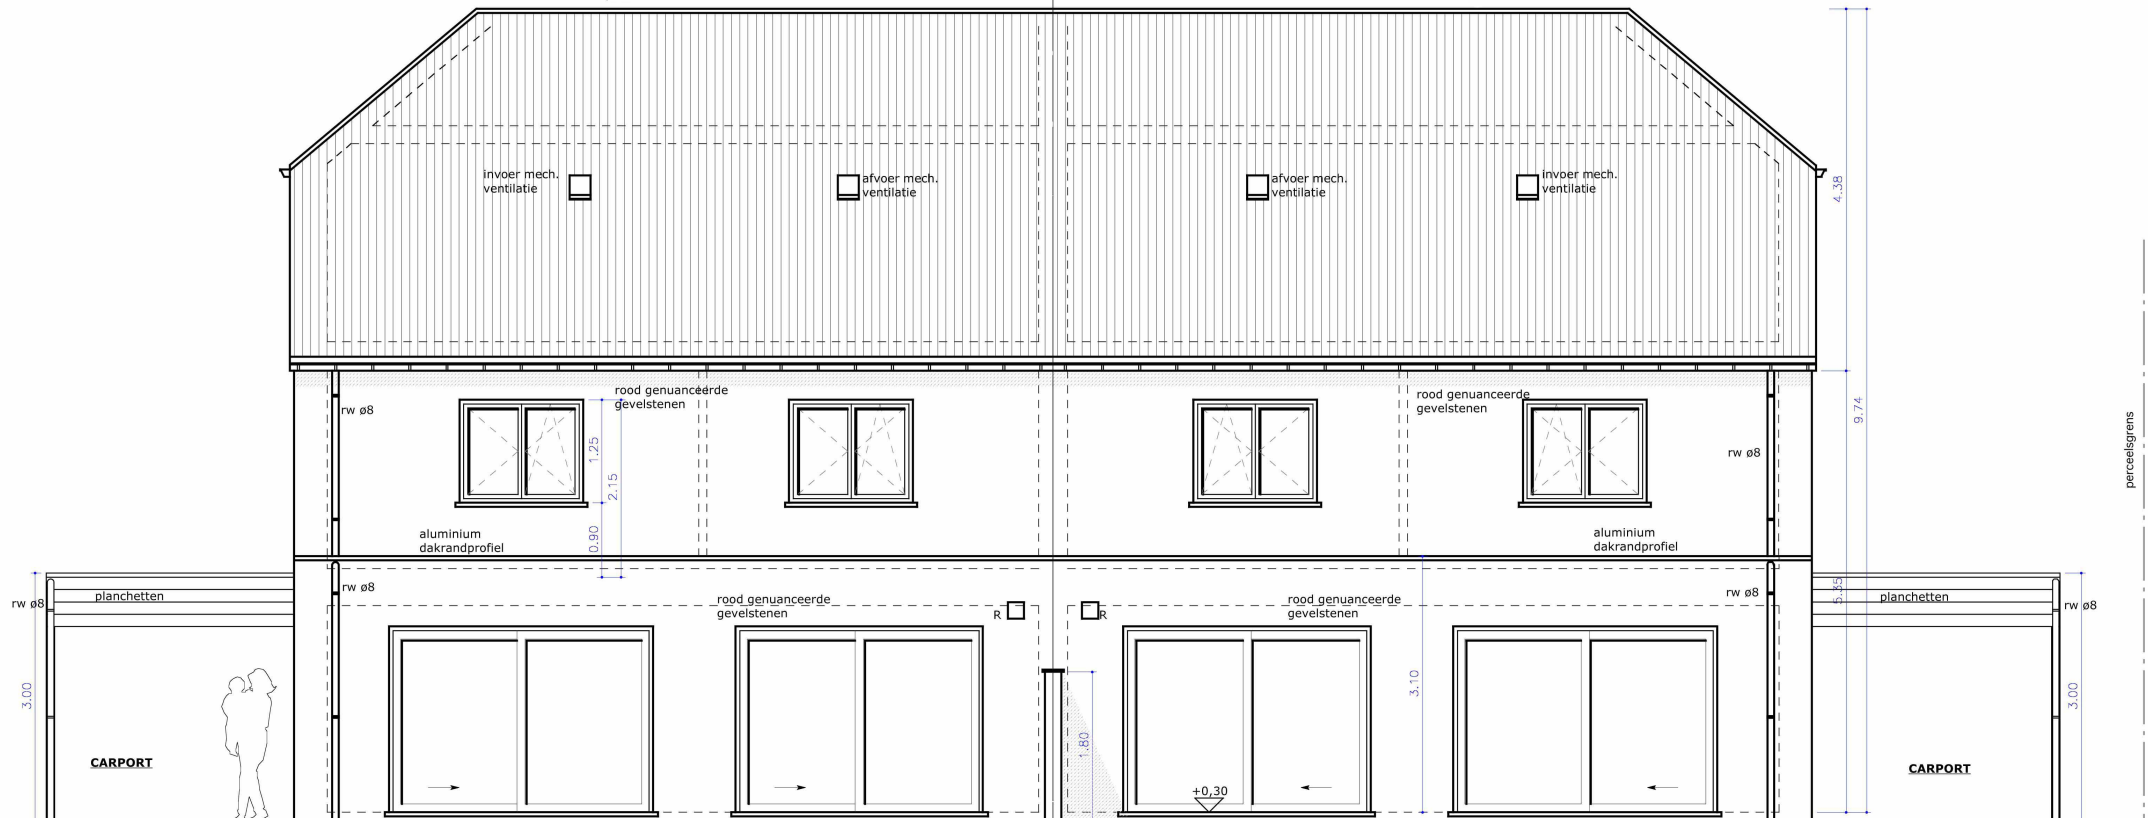 invoer mech.
ventilatie
afvoer mech.
ventilatie
afvoer mech.
ventilatie
invoer mech.
ventilatie
4.38
9.74
rood genuanceerde
gevelstenen
rood genuanceerde
gevelstenen
rw ø8
rw ø8
1.25
2.15
0.90
perceelsgrens
aluminium
dakrandprofiel
aluminium
dakrandprofiel
rw ø8
planchetten
rw ø8
rood genuanceerde
gevelstenen
R
R
rood genuanceerde
gevelstenen
rw ø8
5.35
planchetten
rw ø8
3.00
3.10
3.00
1.80
CARPORT
+0,30
CARPORT